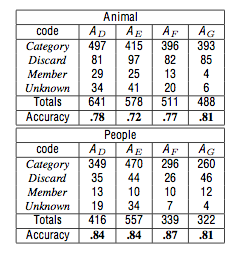 Animal
code A_D A_E A_F A_G
Category 497 415 396 393
Discard 81 97 82 85
Member 29 25 13 4
Unknown 34 41 20 6
Totals 641 578 511 488
Accuracy .78 .72 .77 .81
People
code A_D A_E A_F A_G
Category 349 470 296 260
Discard 35 44 26 46
Member 13 10 10 12
Unknown 19 34 7 4
Totals 416 557 339 322
Accuracy .84 .84 .87 .81